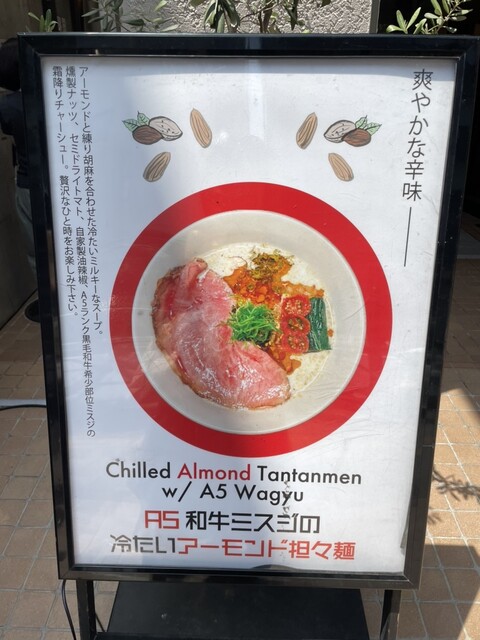 爽やかな辛味
アーモンドと練り胡麻を合わせた冷たいミルキーなスープ。
燻製ナッツ、セミドライトマト、自家製油辣椒、A5ランク黒毛和牛希少部位ミスジの
霜降りチャーシュー。贅沢なひと時をお楽しみ下さい。
Chilled Almond Tantanmen
w/ A5 Wagyu
A5 和牛ミスジの
冷たいアーモンド担々麺